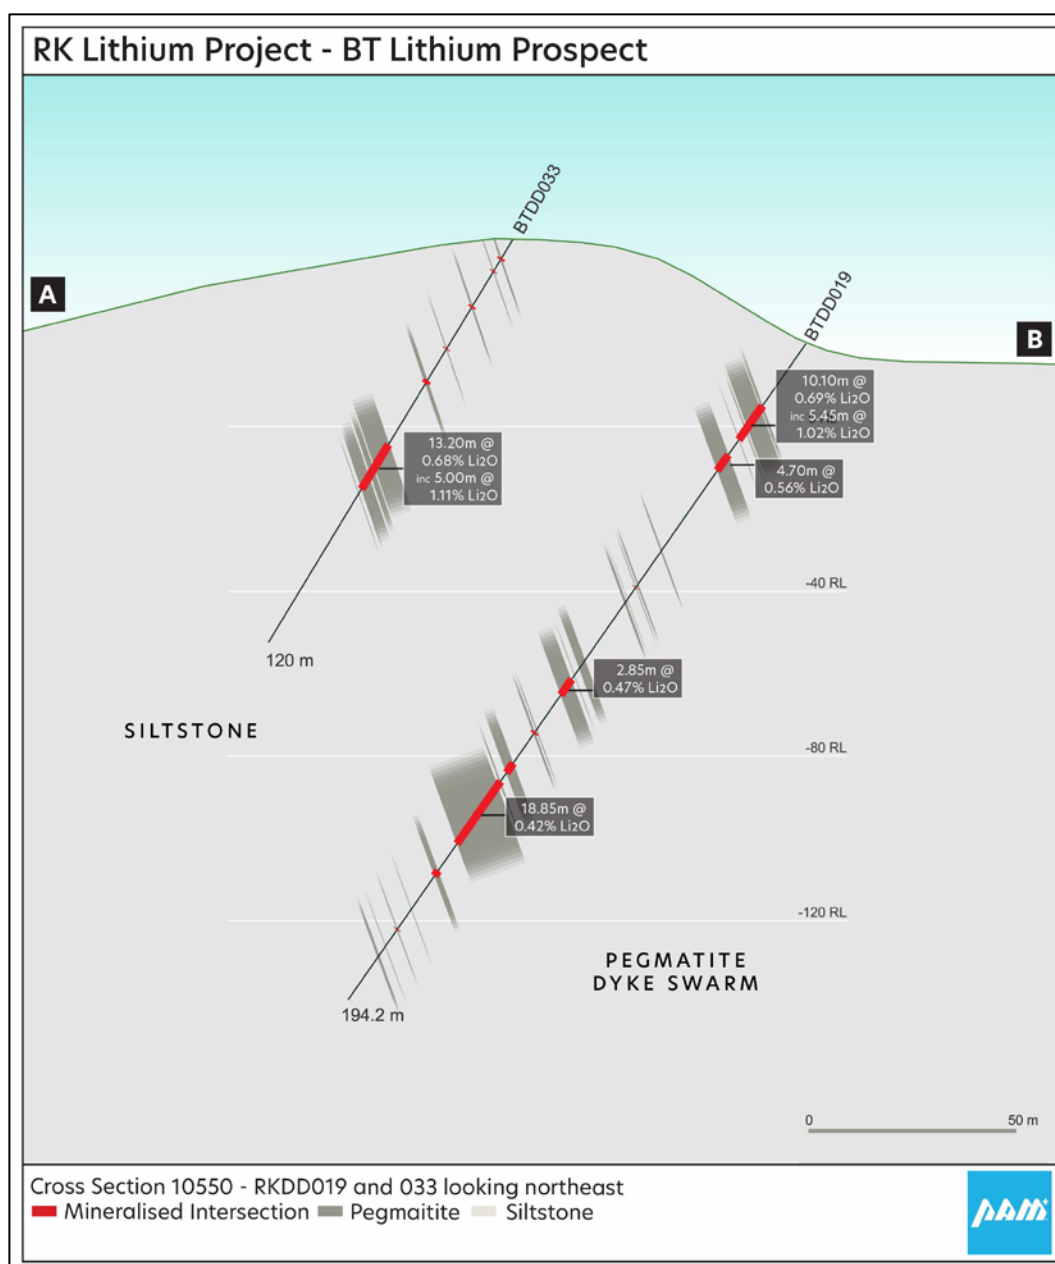 RK Lithium Project - BT Lithium Prospect
BTDD033
A
BTDD019
B
10.10m @
0.69% Li2O
inc 5.45m @
1.02% Li2O
13.20m @
0.68% Li2O
inc 5.00m @
1.11% Li2O
4.70m @
0.56% Li2O
-40 RL
120 m
2.85m @
0.47% Li2O
SILTSTONE
-80 RL
18.85m @
0.42% Li2O
-120 RL
PEGMATITE
DYKE SWARM
194.2 m
0 50 m
Cross Section 10550 - RKDD019 and 033 looking northeast
Mineralised Intersection Pegmaitite Siltstone
PAM